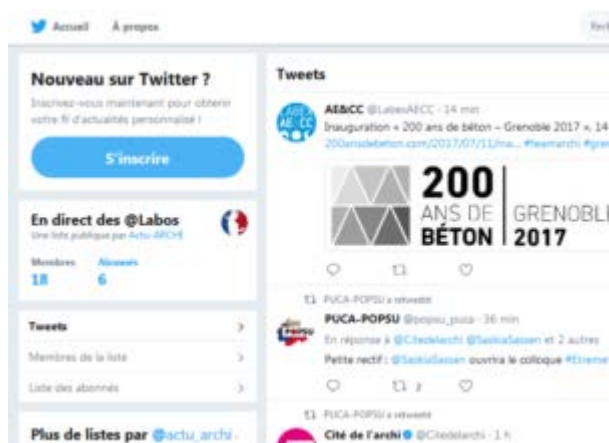 Accueil À propos
Nouveau sur Twitter ?
Inscrivez-vous maintenant pour obtenir
votre fil d'actualités personnalisé !
S'inscrire
En direct des @Labos
Une liste publique par Actu-ARCHI
Membres Abonnés
18 6
Tweets
Membres de la liste
Liste des abonnés
Plus de listes par @actu_archi
Tweets
AE&CC @LabexAECC · 14 min
Inauguration « 200 ans de béton – Grenoble 2017 », 14
200ansdebeton.com/2017/07/11/ina... #teamarchi
200
ANS DE
BÉTON
GRENOBLE
2017
PUCA-POPSU a retweeté
PUCA-POPSU @popsu_puca · 36 min
En réponse à @Citedelarchi @SaskiaSassen et 2 autres
Petite rectif : @SaskiaSassen ouvrira le colloque
2
PUCA-POPSU a retweeté
Cité de l'archi @Citedelarchi · 1 h